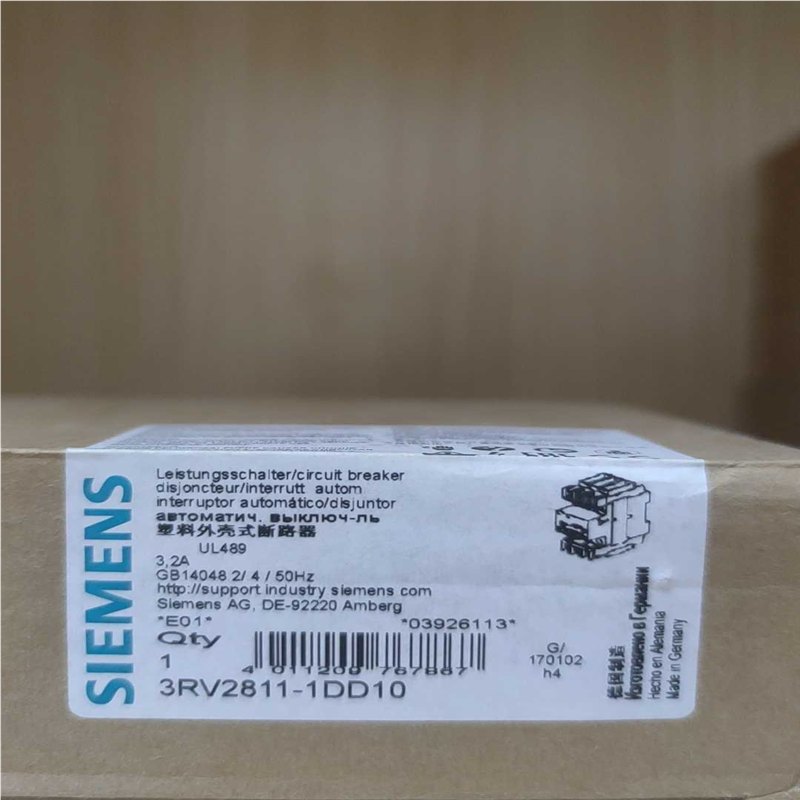 SIEMENS
Leistungsschalter/circuit breaker
disjoncteur/interrutt autom
interruptor automático/disjuntor
автоматич. выключ-ль
塑料外壳式断路器
UL489
3,2A
GB14048 2/ 4 / 50Hz
http://support industry siemens com
Siemens AG, DE-92220 Amberg
*E01* *03926113*
Qty
1
4 011209 767867
3RV2811-1DD10
G/
170102
h4
德国制造
Изготовлено в Германии
Hecho en Alemania
Made in Germany